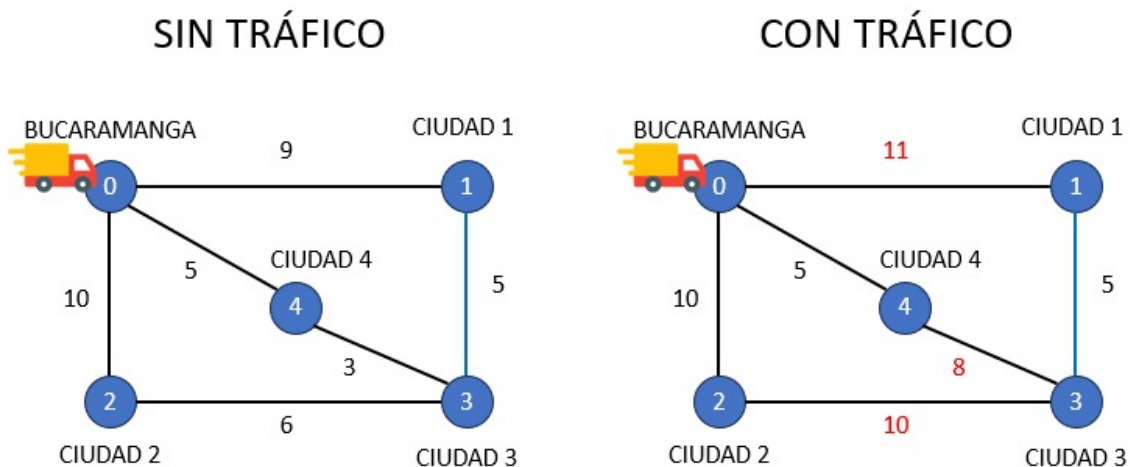 SIN TRÁFICO
BUCARAMANGA
CIUDAD 1
9
0
1
CIUDAD 4
5
10
4
5
3
2
3
6
CIUDAD 2
CIUDAD 3
CON TRÁFICO
BUCARAMANGA
CIUDAD 1
11
0
1
CIUDAD 4
5
10
4
5
8
2
3
10
CIUDAD 2
CIUDAD 3